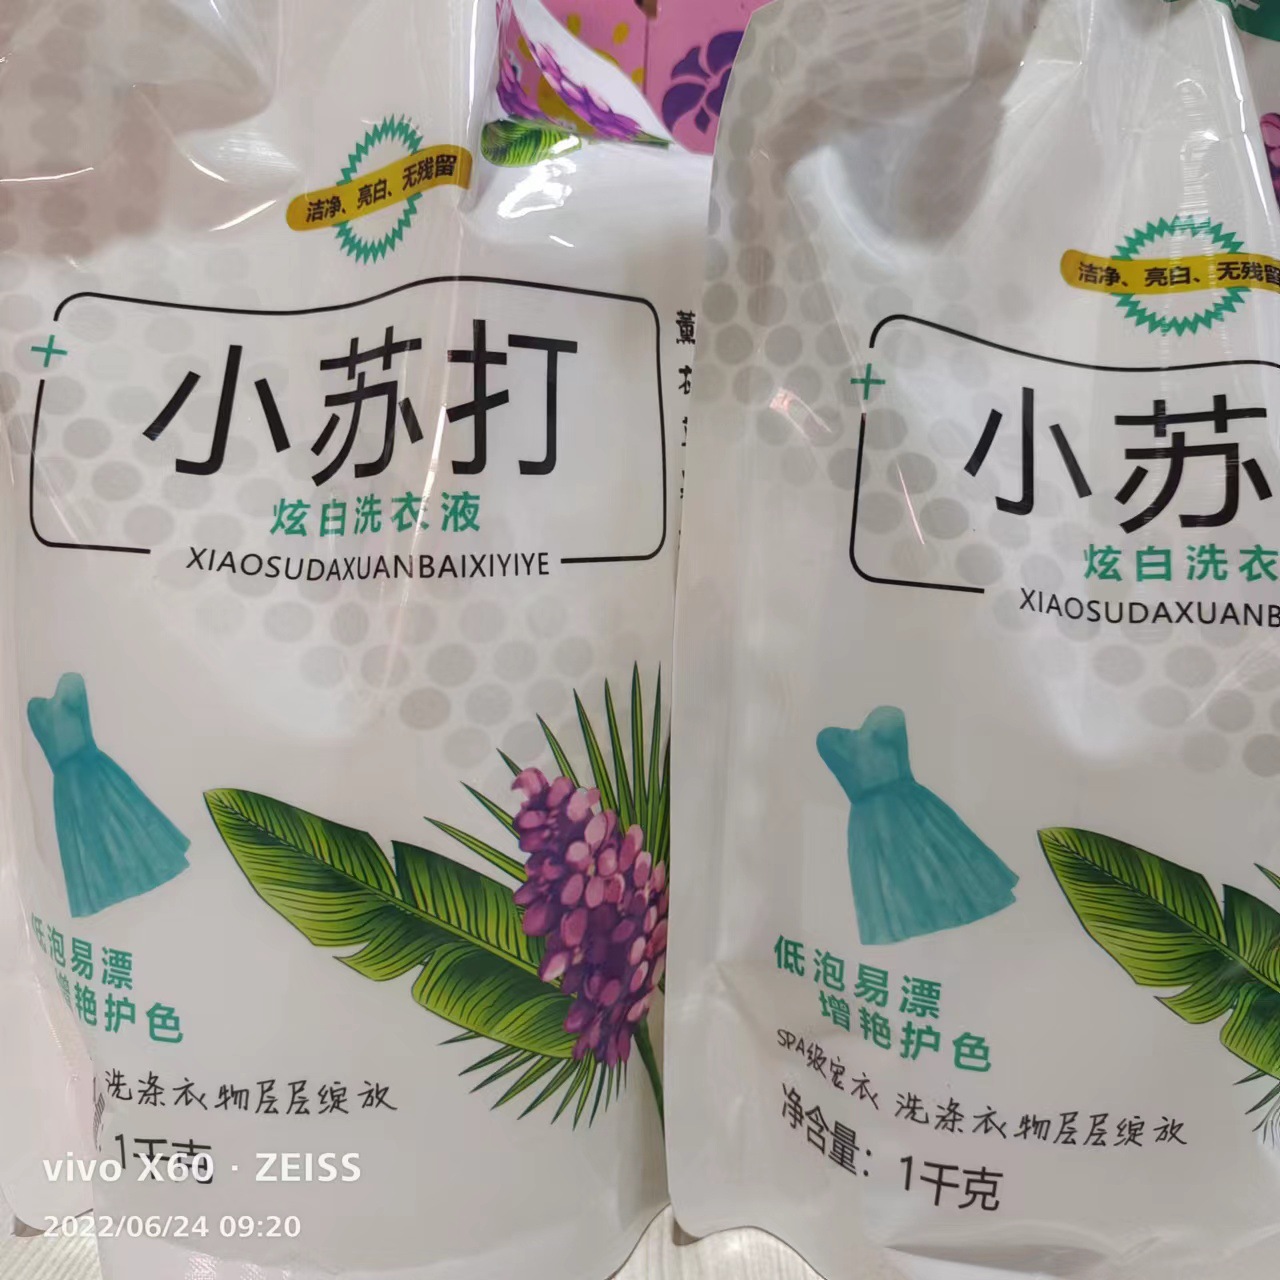 洁净、亮白、无残留
小苏打
炫白洗衣液
XIAOSUDAXUANBAIXIYIYE
低泡易漂
增艳护色
洗涤衣物层层绽放
1千克
薰
洁净、亮白、无残留
小苏
炫白洗衣
XIAOSUDAXUANB
低泡易漂
增艳护色
SPA级宠衣 洗涤衣物层层绽放
净含量：1千克
vivo X60 · ZEISS
2022/06/24 09:20